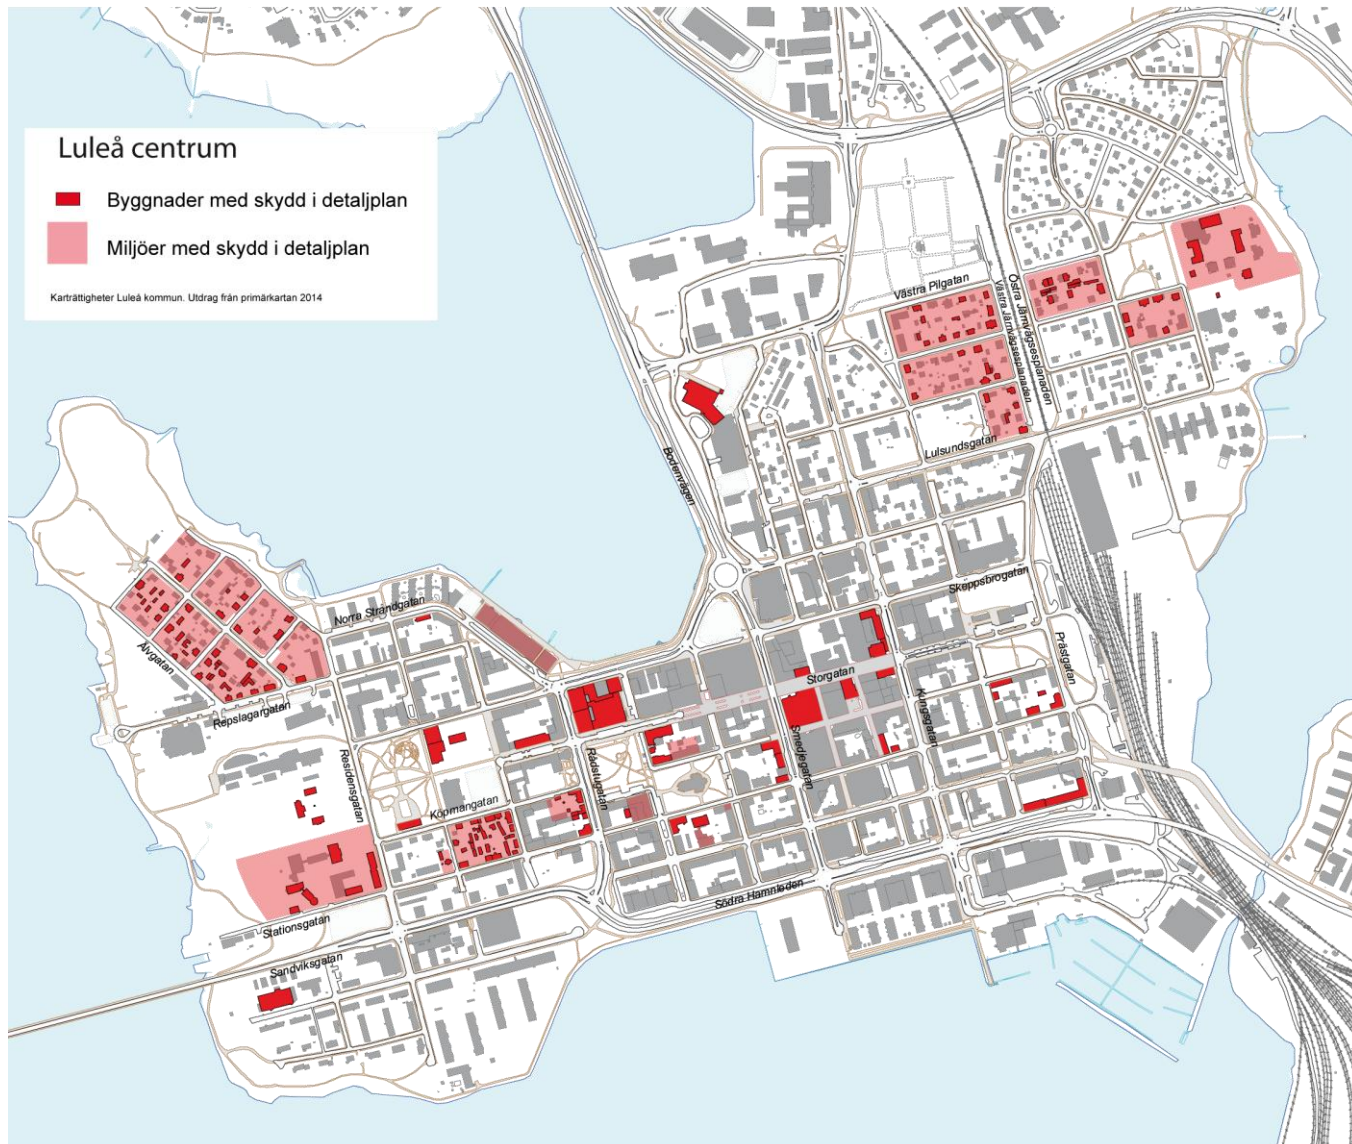 Luleå centrum
Byggnader med skydd i detaljplan
Miljöer med skydd i detaljplan
Karträttigheter Luleå kommun. Utdrag från primärkartan 2014
Västra Pilgatan
Östra Järnvägsesplanaden
Västra Järnvägsesplanaden
Lulsundsgatan
Bodenvägen
Skeppsbrogatan
Norra Strandgatan
Älvgatan
Prästgatan
Storgatan
Repslagargatan
Kungsgatan
Smedjegatan
Rådstugatan
Residensgatan
Köpmangatan
Södra Hamnleden
Stationsgatan
Sandviksgatan